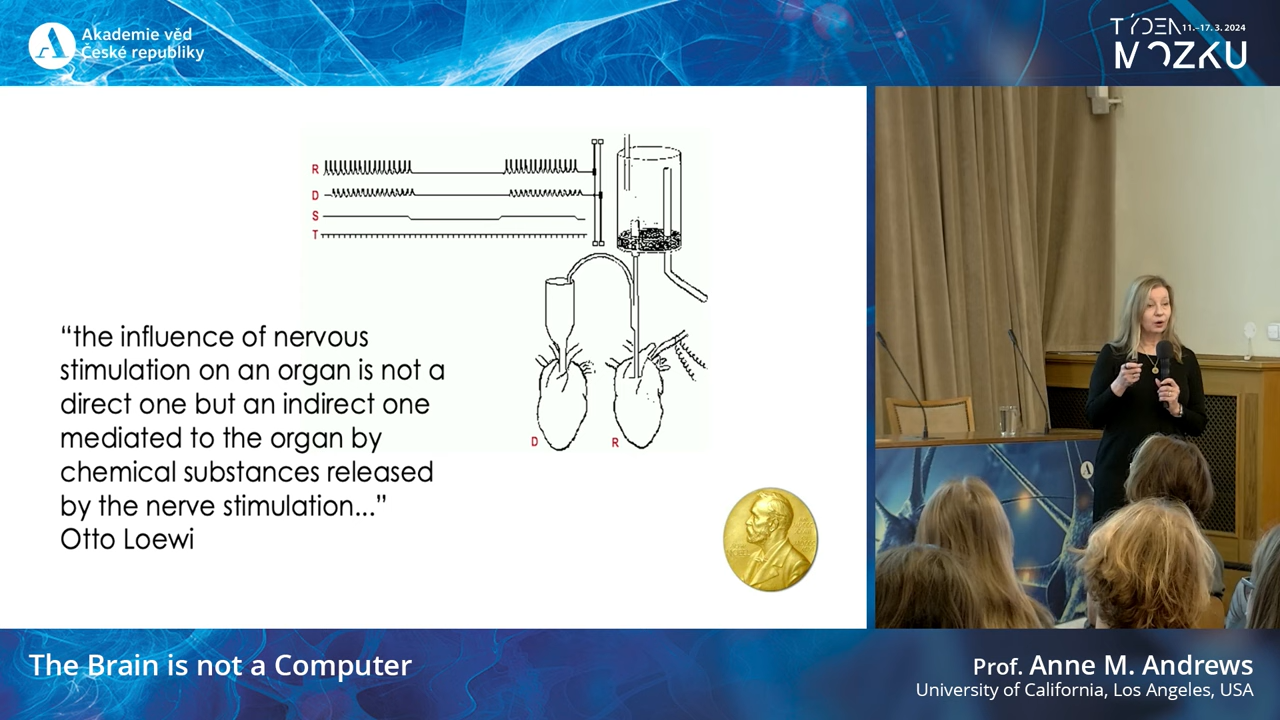 Akademie věd
České republiky
TÝDEN 11.–17. 3. 2024
MOZKU
R
D
S
T
“the influence of nervous
stimulation on an organ is not a
direct one but an indirect one
mediated to the organ by
chemical substances released
by the nerve stimulation...”
Otto Loewi
D
R
The Brain is not a Computer
Prof. Anne M. Andrews
University of California, Los Angeles, USA